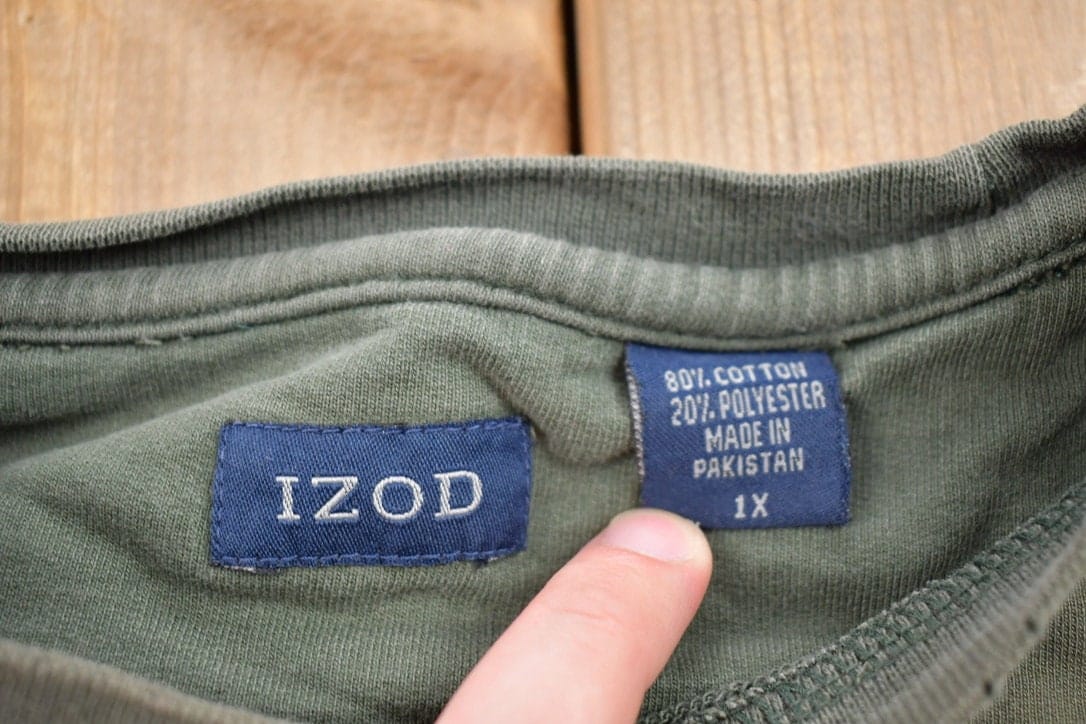 IZOD
80% COTTON
20% POLYESTER
MADE IN
PAKISTAN
1X